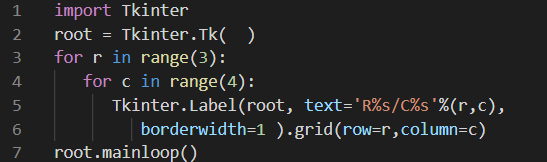 1 import Tkinter
2 root = Tkinter.Tk(  )
3 for r in range(3):
4    for c in range(4):
5       Tkinter.Label(root, text='R%s/C%s'%(r,c),
6          borderwidth=1 ).grid(row=r,column=c)
7 root.mainloop()